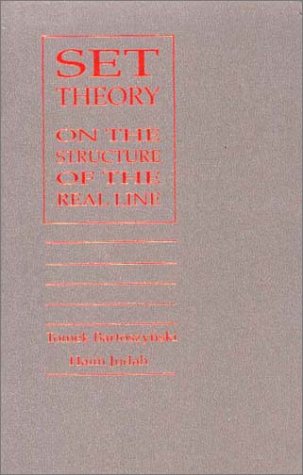 SET
THEORY
ON THE
STRUCTURE
OF THE
REAL LINE
Tomek Bartoszyński
Haim Judah